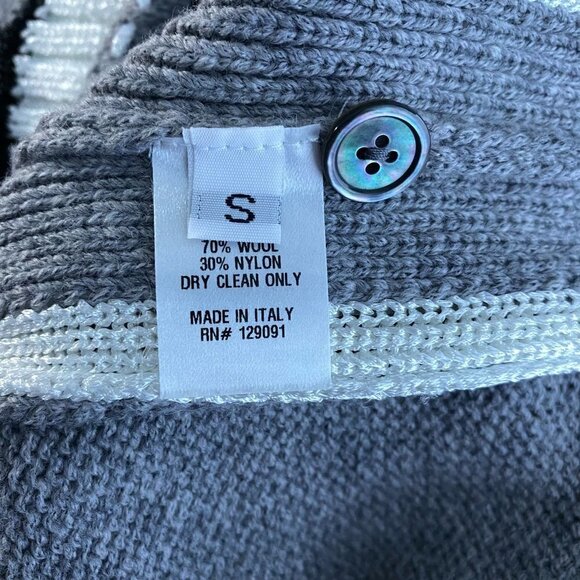 S
70% WOOL
30% NYLON
DRY CLEAN ONLY
MADE IN ITALY
RN# 129091